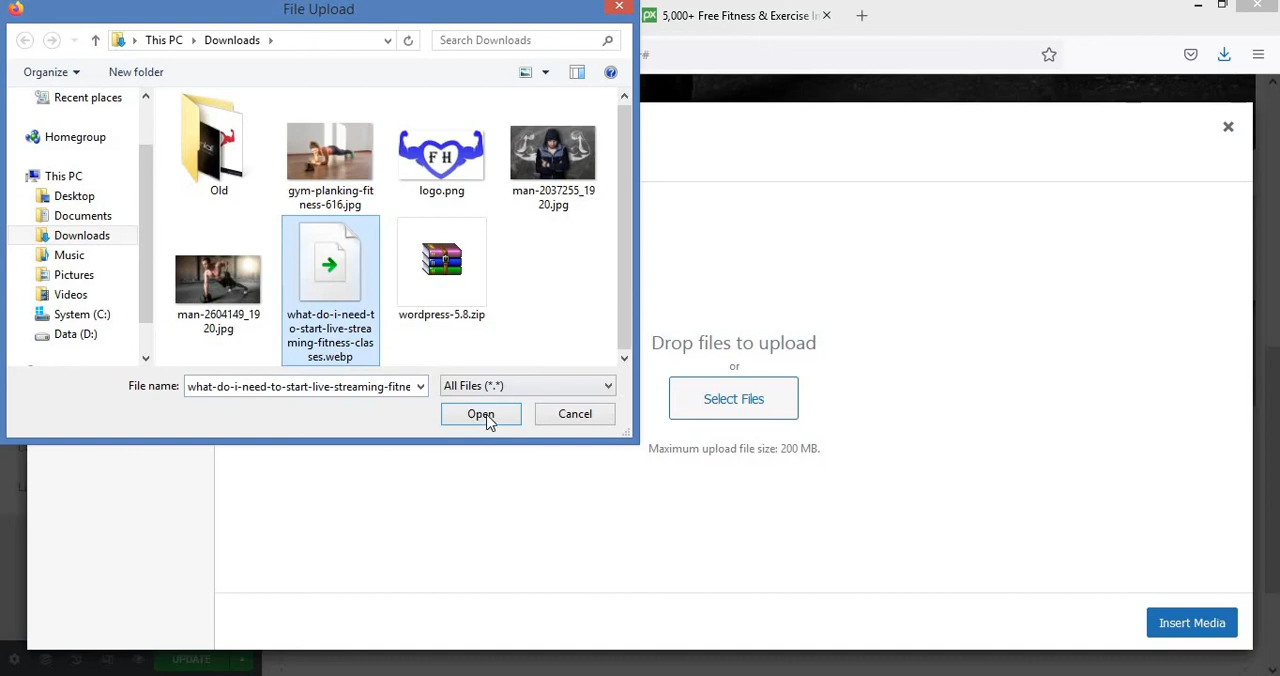 File Upload
5,000+ Free Fitness & Exercise I
This PC
Downloads
Search Downloads
#
Organize
New folder
Recent places
Homegroup
This PC
Desktop
Documents
Downloads
Music
Pictures
Videos
System (C:)
Data (D:)
Old
gym-planking-fit
ness-616.jpg
F H
logo.png
man-2037255_19
20.jpg
man-2604149_19
20.jpg
what-do-i-need-t
o-start-live-strea
ming-fitness-clas
ses.webp
wordpress-5.8.zip
File name:
what-do-i-need-to-start-live-streaming-fitne
All Files (*.*)
Open
Cancel
Drop files to upload
or
Select Files
Maximum upload file size: 200 MB.
Insert Media
UPDATE